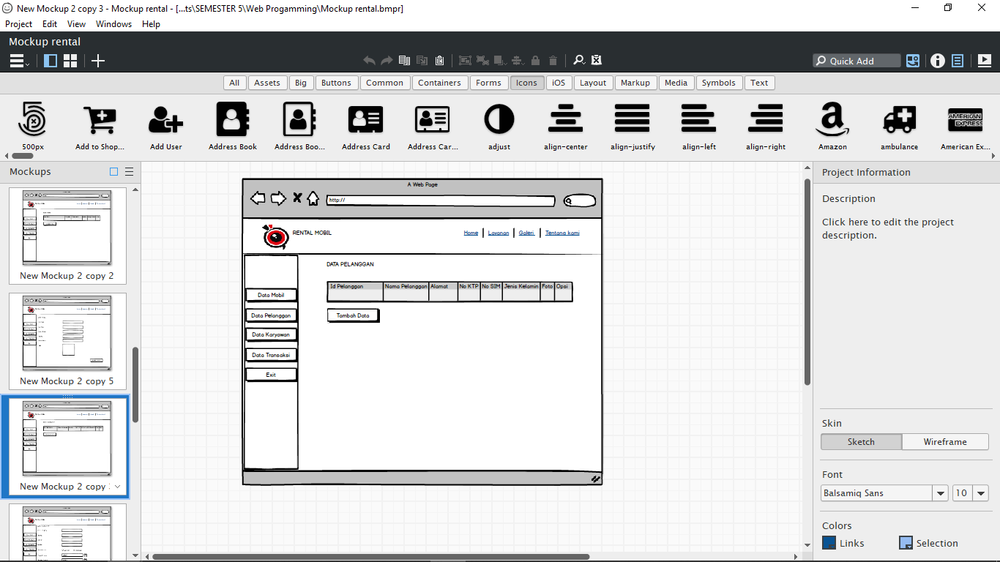 New Mockup 2 copy 3 - Mockup rental - [...ts\SEMESTER 5\Web Progamming\Mockup rental.bmpr]
Project Edit View Windows Help
Mockup rental
Quick Add
All Assets Big Buttons Common Containers Forms Icons iOS Layout Markup Media Symbols Text
AMERICAN EXPRESS
500px Add to Shop... Add User Address Book Address Boo... Address Card Address Car... adjust align-center align-justify align-left align-right Amazon ambulance American Ex...
Mockups
New Mockup 2 copy 2
New Mockup 2 copy 5
New Mockup 2 copy
A Web Page
http://
RENTAL MOBIL
Home Layanan Galeri Tentang kami
DATA PELANGGAN
Id Pelanggan Nama Pelanggan Alamat No KTP No SIM Jenis Kelamin Foto Opsi
Tambah Data
Data Mobil
Data Pelanggan
Data Karyawan
Data Transaksi
Exit
Project Information
Description
Click here to edit the project
description.
Skin
Sketch Wireframe
Font
Balsamiq Sans 10
Colors
Links Selection